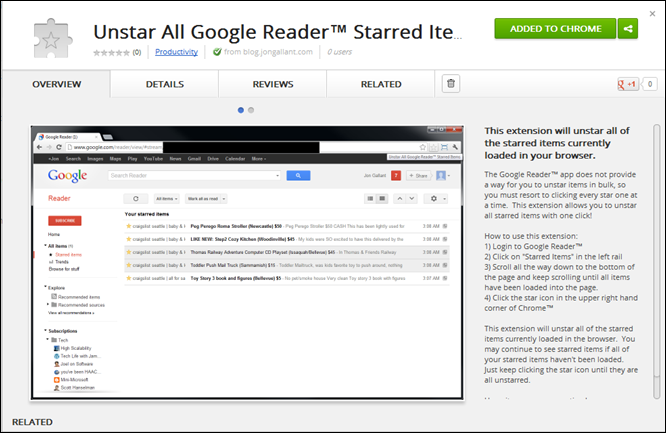 Unstar All Google Reader™ Starred Ite...
ADDED TO CHROME
(0) Productivity from blog.jongallant.com 0 users
OVERVIEW DETAILS REVIEWS RELATED
+1 0
Google Reader (5)
www.google.com/reader/view/#stream
+Jon Search Images Maps Play YouTube News Gmail Drive Calendar More
Unstar All Google Reader™ Starred Items
Google Search Reader Jon Gallant 7 + Share
Reader All items Mark all as read
SUBSCRIBE
Your starred items
Home
All items (4)
Starred items
Trends
Browse for stuff
Explore
Recommended items
Recommended sources
View all recommendations »
Subscriptions
Tech
High Scalability
Tech Life with Jam...
Joel on Software
you've been HAAC...
Mini-Microsoft
Scott Hanselman
craigslist seattle | baby & l Peg Perego Roma Stroller (Redmond) $50 Peg Perego Stroller $50 CASH This has been lightly used for 3:08 AM
craigslist seattle | baby & l LIKE NEW: Step2 Cozy Kitchen (Woodinville) $45 - My kids were SO excited to have this delivered by the 3:08 AM
craigslist seattle | baby & l Thomas Railway Adventure Computer CD Playset (Issaquah/Bellevue) $6 - Thomas & Friends Railway 3:08 AM
craigslist seattle | baby & l Toddler Push Mail Truck (Sammamish) $16 - Toddler Mailtruck, was Kids favorite toy to push around, nothing 3:08 AM
craigslist seattle | all for sa Toy Story 3 book and figures (Bellevue) $5 - No pets/smoke house Very clean Toy story 3 book with figures 3:08 AM
This extension will unstar all of
the starred items currently
loaded in your browser.
The Google Reader™ app does not provide
a way for you to unstar items in bulk, so
you must resort to clicking every star one at
a time. This extension allows you to unstar
all starred items with one click!
How to use this extension:
1) Login to Google Reader™
2) Click on "Starred Items" in the left rail
3) Scroll all the way down to the bottom of
the page and keep scrolling until all items
have been loaded into the page.
4) Click the star icon in the upper right hand
corner of Chrome™
This extension will unstar all of the starred
items currently loaded in the browser. You
may continue to see starred items if all of
your starred items haven't been loaded.
Just keep clicking the star icon until they are
all unstarred.
RELATED